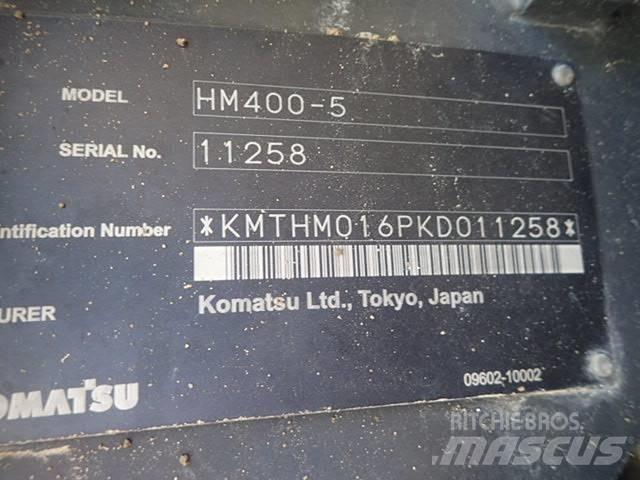 MODEL HM400-5
SERIAL No. 11258
ntification Number *KMTHM016PKD011258*
URER Komatsu Ltd., Tokyo, Japan
OMATSU
09602-10002
RITCHIE BROS.
MASCUS